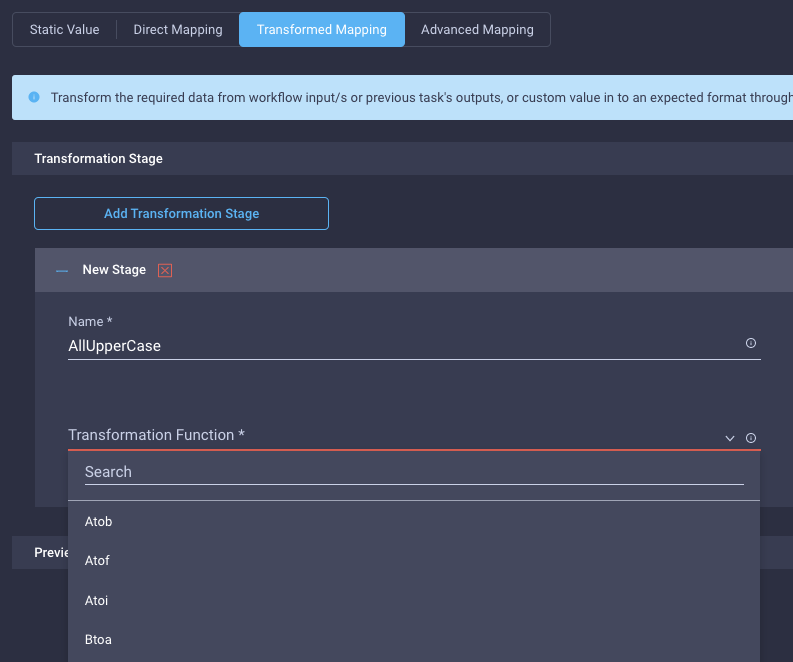 Static Value Direct Mapping Transformed Mapping Advanced Mapping
Transform the required data from workflow input/s or previous task's outputs, or custom value in to an expected format through
Transformation Stage
Add Transformation Stage
New Stage
Name *
AllUpperCase
Transformation Function *
Search
Atob
Atof
Atoi
Btoa